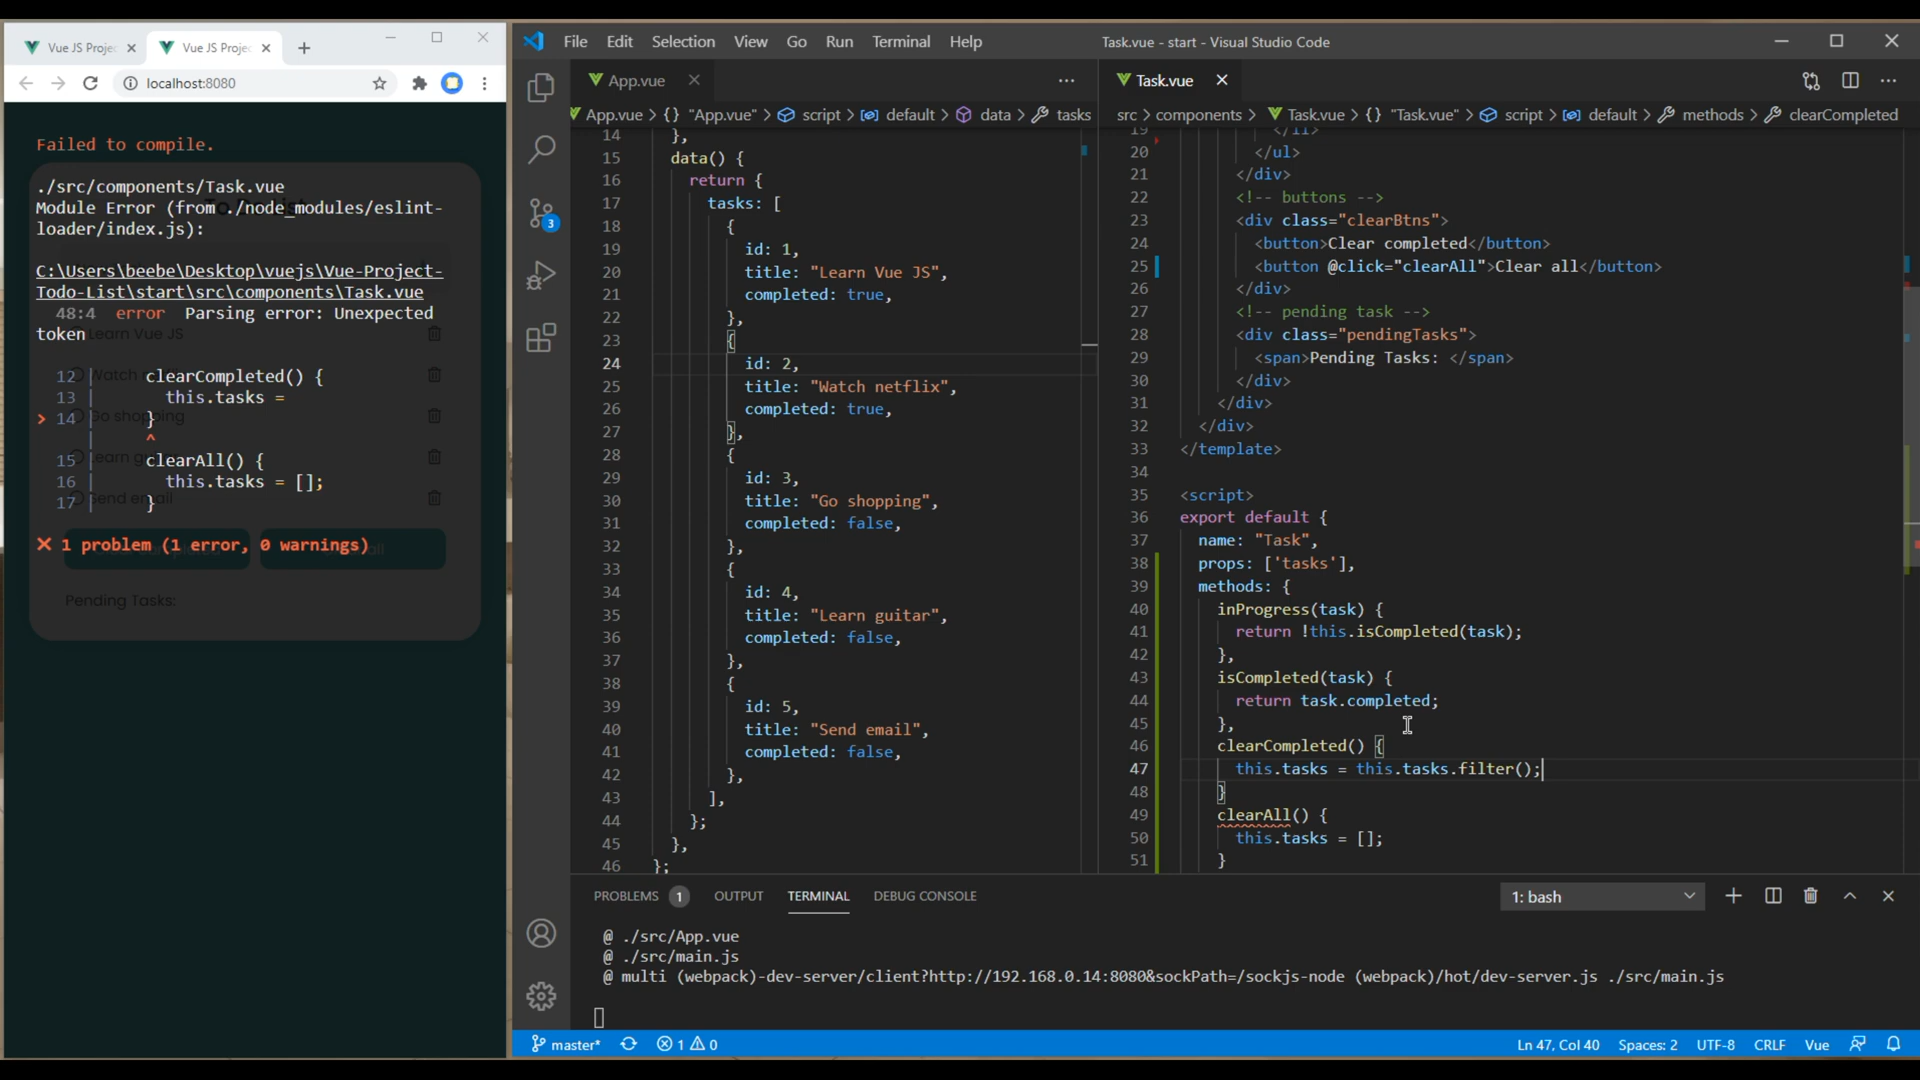 Vue JS Projec
Vue JS Projec
localhost:8080
Failed to compile.
./src/components/Task.vue
Module Error (from ./node_modules/eslint-
loader/index.js):
C:\Users\beebe\Desktop\vuejs\Vue-Project-
Todo-List\start\src\components\Task.vue
48:4 error Parsing error: Unexpected
token
Learn Vue JS
12 | clearCompleted() {
13 | this.tasks =
> 14 | }
Go shopping
| ^
15 | clearAll() {
16 | this.tasks = [];
17 | }
Send email
✕ 1 problem (1 error, 0 warnings)
Pending Tasks:
File Edit Selection View Go Run Terminal Help
Task.vue - start - Visual Studio Code
3
App.vue
App.vue > {} "App.vue" > script > default > data > tasks
14 },
15 data() {
16 return {
17 tasks: [
18 {
19 id: 1,
20 title: "Learn Vue JS",
21 completed: true,
22 },
23 {
24 id: 2,
25 title: "Watch netflix",
26 completed: true,
27 },
28 {
29 id: 3,
30 title: "Go shopping",
31 completed: false,
32 },
33 {
34 id: 4,
35 title: "Learn guitar",
36 completed: false,
37 },
38 {
39 id: 5,
40 title: "Send email",
41 completed: false,
42 },
43 ],
44 };
45 },
46 };
Task.vue
src > components > Task.vue > {} "Task.vue" > script > default > methods > clearCompleted
19 </li>
20 </ul>
21 </div>
22 <!-- buttons -->
23 <div class="clearBtns">
24 <button>Clear completed</button>
25 <button @click="clearAll">Clear all</button>
26 </div>
27 <!-- pending task -->
28 <div class="pendingTasks">
29 <span>Pending Tasks: </span>
30 </div>
31 </div>
32 </div>
33 </template>
34
35 <script>
36 export default {
37 name: "Task",
38 props: ['tasks'],
39 methods: {
40 inProgress(task) {
41 return !this.isCompleted(task);
42 },
43 isCompleted(task) {
44 return task.completed;
45 },
46 clearCompleted() {
47 this.tasks = this.tasks.filter();
48 }
49 clearAll() {
50 this.tasks = [];
51 }
PROBLEMS 1 OUTPUT TERMINAL DEBUG CONSOLE
1: bash
@ ./src/App.vue
@ ./src/main.js
@ multi (webpack)-dev-server/client?http://192.168.0.14:8080&sockPath=/sockjs-node (webpack)/hot/dev-server.js ./src/main.js
master* 1 0
Ln 47, Col 40 Spaces: 2 UTF-8 CRLF Vue